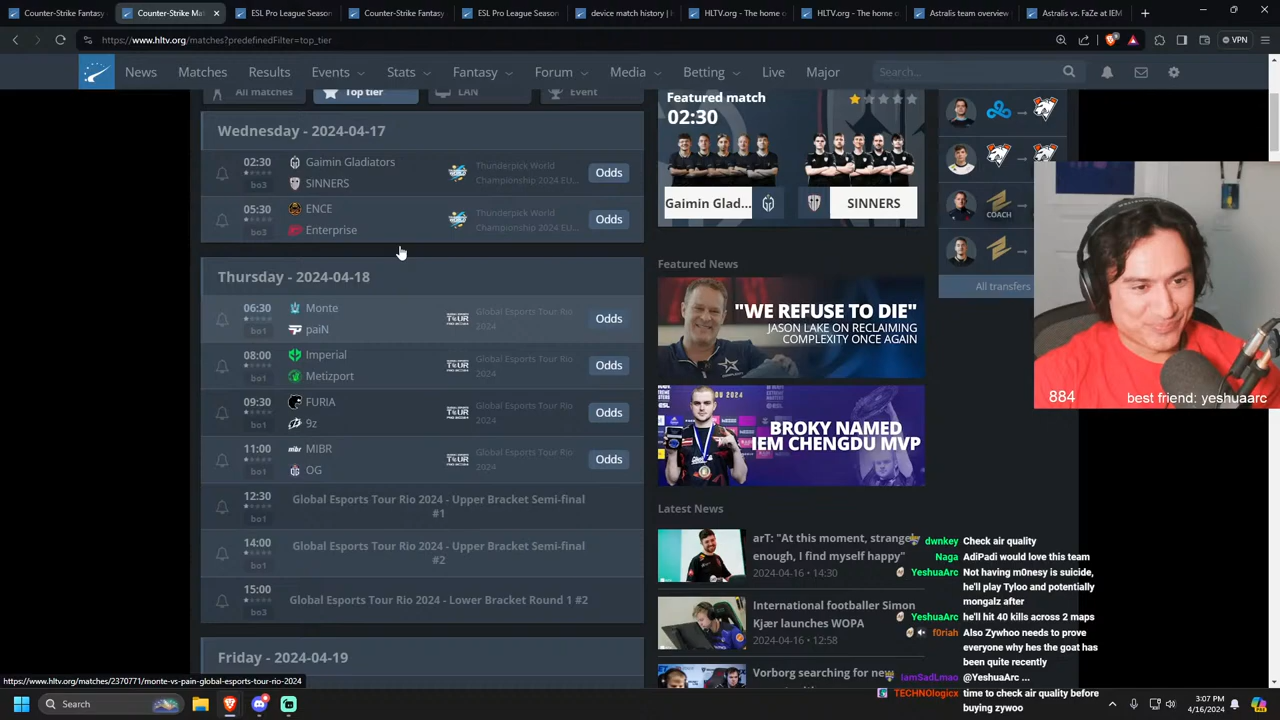 Counter-Strike Fantasy
Counter-Strike Mat
ESL Pro League Season
Counter-Strike Fantasy
ESL Pro League Season
device match history | H
HLTV.org - The home o
HLTV.org - The home o
Astralis team overview
Astralis vs. FaZe at IEM
https://www.hltv.org/matches?predefinedFilter=top_tier
VPN
News
Matches
Results
Events
Stats
Fantasy
Forum
Media
Betting
Live
Major
Search...
All matches
Top tier
LAN
Event
Wednesday - 2024-04-17
02:30
bo3
Gaimin Gladiators
SINNERS
Thunderpick World
Championship 2024 EU...
Odds
05:30
bo3
ENCE
Enterprise
Thunderpick World
Championship 2024 EU...
Odds
Thursday - 2024-04-18
06:30
bo1
Monte
paiN
Global Esports Tour Rio
2024
Odds
08:00
bo1
Imperial
Metizport
Global Esports Tour Rio
2024
Odds
09:30
bo1
FURIA
9z
Global Esports Tour Rio
2024
Odds
11:00
bo1
MIBR
OG
Global Esports Tour Rio
2024
Odds
12:30
bo1
Global Esports Tour Rio 2024 - Upper Bracket Semi-final
#1
14:00
bo1
Global Esports Tour Rio 2024 - Upper Bracket Semi-final
#2
15:00
bo3
Global Esports Tour Rio 2024 - Lower Bracket Round 1 #2
Friday - 2024-04-19
https://www.hltv.org/matches/2370771/monte-vs-pain-global-esports-tour-rio-2024
Featured match
02:30
Gaimin Glad...
SINNERS
Featured News
"WE REFUSE TO DIE"
JASON LAKE ON RECLAIMING
COMPLEXITY ONCE AGAIN
BROKY NAMED
IEM CHENGDU MVP
Latest News
arT: "At this moment, strange
enough, I find myself happy"
2024-04-16 • 14:30
International footballer Simon
Kjær launches WOPA
2024-04-16 • 12:58
Vorborg searching for new
COACH
All transfers
884
best friend: yeshuaarc
dwnkey Check air quality
Naga AdiPadi would love this team
YeshuaArc Not having m0nesy is suicide,
he'll play Tyloo and potentially
mongalz after
YeshuaArc he'll hit 40 kills across 2 maps
f0riah Also Zywhoo needs to prove
everyone why hes the goat has
been quite recently
IamSadLmao @YeshuaArc ...
TECHNOlogicx time to check air quality before
buying zywoo
Search
3:07 PM
4/16/2024